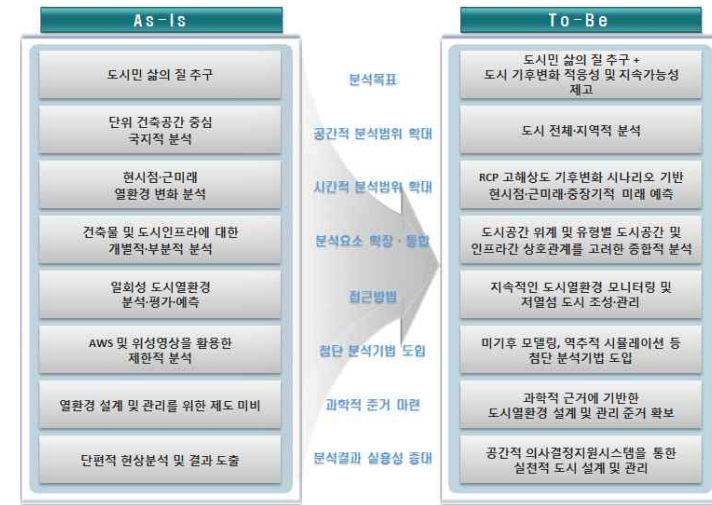 As-Is
To-Be
도시민 삶의 질 추구
분석목표
도시민 삶의 질 추구 +
도시 기후변화 적응성 및 지속가능성
제고
단위 건축공간 중심
국지적 분석
공간적 분석범위 확대
도시 전체·지역적 분석
현시점·근미래
열환경 변화 분석
시간적 분석범위 확대
RCP 고해상도 기후변화 시나리오 기반
현시점·근미래·중장기적 미래 예측
건축물 및 도시인프라에 대한
개별적·부분적 분석
분석요소 확장·통합
도시공간 위계 및 유형별 도시공간 및
인프라간 상호관계를 고려한 종합적 분석
일회성 도시열환경
분석·평가·예측
접근방법
지속적인 도시열환경 모니터링 및
저열섬 도시 조성·관리
AWS 및 위성영상을 활용한
제한적 분석
첨단 분석기법 도입
미기후 모델링, 역추적 시뮬레이션 등
첨단 분석기법 도입
열환경 설계 및 관리를 위한 제도 미비
과학적 준거 마련
과학적 근거에 기반한
도시열환경 설계 및 관리 준거 확보
단편적 현상분석 및 결과 도출
분석결과 실용성 증대
공간적 의사결정지원시스템을 통한
실천적 도시 설계 및 관리